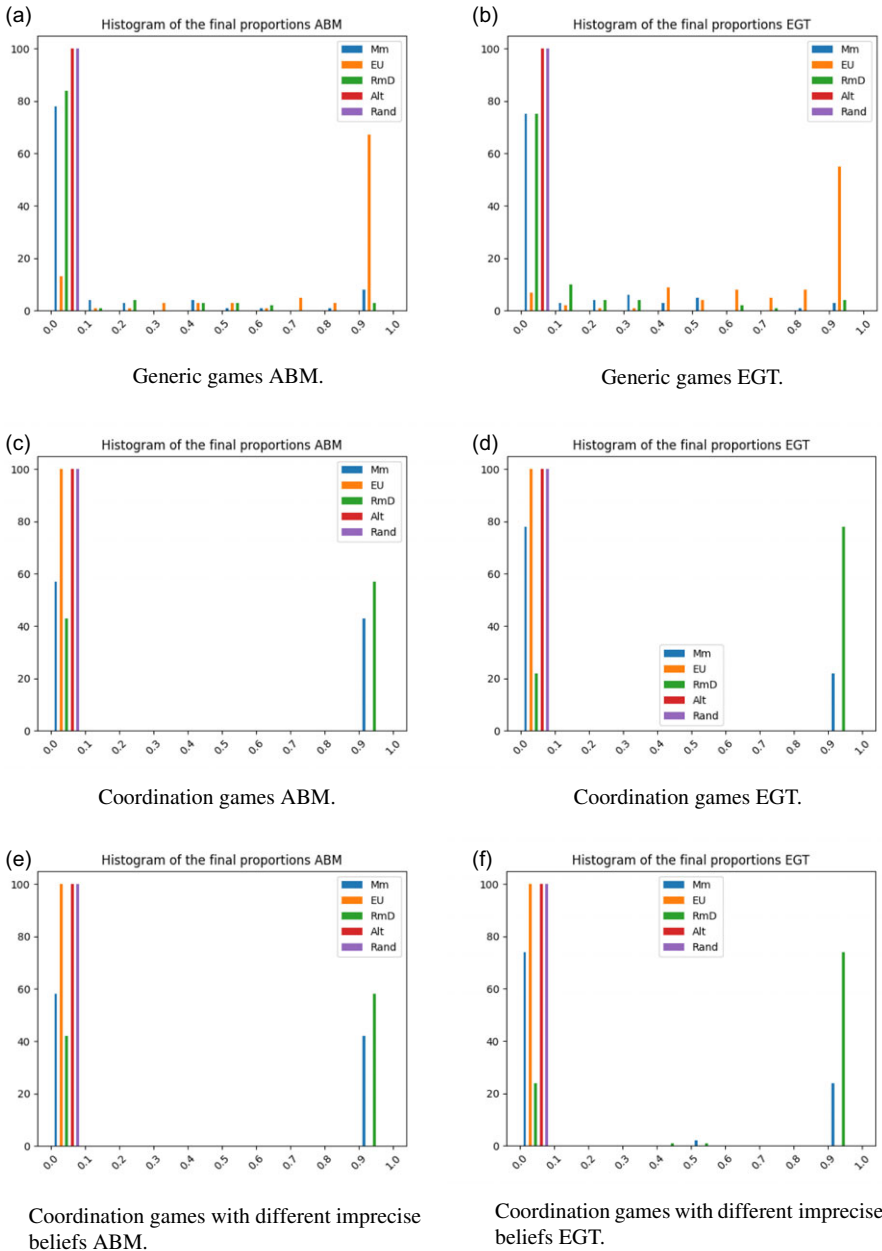 (a)
Histogram of the final proportions ABM
100
80
60
40
20
0
0.0 0.1 0.2 0.3 0.4 0.5 0.6 0.7 0.8 0.9 1.0
Mm
EU
RmD
Alt
Rand
Generic games ABM.
(b)
Histogram of the final proportions EGT
100
80
60
40
20
0
0.0 0.1 0.2 0.3 0.4 0.5 0.6 0.7 0.8 0.9 1.0
Mm
EU
RmD
Alt
Rand
Generic games EGT.
(c)
Histogram of the final proportions ABM
100
80
60
40
20
0
0.0 0.1 0.2 0.3 0.4 0.5 0.6 0.7 0.8 0.9 1.0
Mm
EU
RmD
Alt
Rand
Coordination games ABM.
(d)
Histogram of the final proportions EGT
100
80
60
40
20
0
0.0 0.1 0.2 0.3 0.4 0.5 0.6 0.7 0.8 0.9 1.0
Mm
EU
RmD
Alt
Rand
Coordination games EGT.
(e)
Histogram of the final proportions ABM
100
80
60
40
20
0
0.0 0.1 0.2 0.3 0.4 0.5 0.6 0.7 0.8 0.9 1.0
Mm
EU
RmD
Alt
Rand
Coordination games with different imprecise
beliefs ABM.
(f)
Histogram of the final proportions EGT
100
80
60
40
20
0
0.0 0.1 0.2 0.3 0.4 0.5 0.6 0.7 0.8 0.9 1.0
Mm
EU
RmD
Alt
Rand
Coordination games with different imprecise
beliefs EGT.